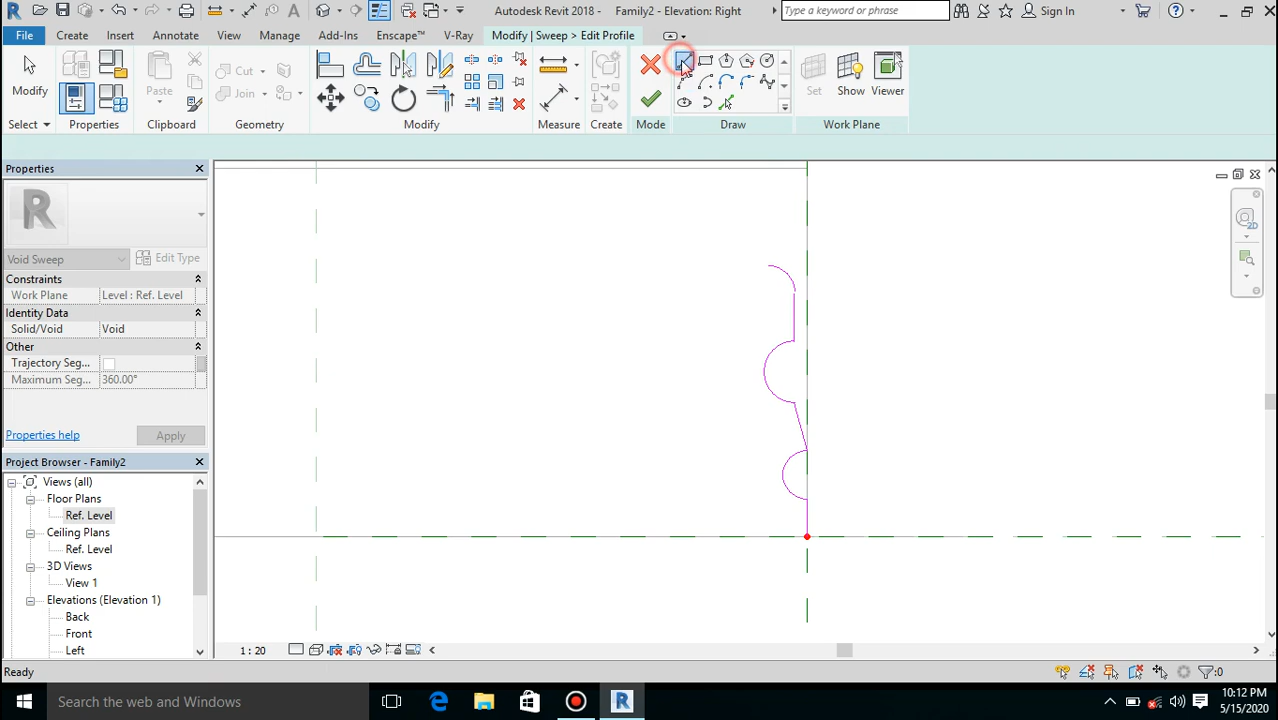 Autodesk Revit 2018 - Family2 - Elevation: Right
Type a keyword or phrase
Sign In
File
Create
Insert
Annotate
View
Manage
Add-Ins
Enscape™
V-Ray
Modify | Sweep > Edit Profile
Modify
Paste
Cope
Cut
Join
Set
Show
Viewer
Select
Properties
Clipboard
Geometry
Modify
Measure
Create
Mode
Draw
Work Plane
Properties
Void Sweep
Edit Type
Constraints
Work Plane
Level : Ref. Level
Identity Data
Solid/Void
Void
Other
Trajectory Seg...
Maximum Seg...
360.00°
Properties help
Apply
Project Browser - Family2
Views (all)
Floor Plans
Ref. Level
Ceiling Plans
Ref. Level
3D Views
View 1
Elevations (Elevation 1)
Back
Front
Left
2D
1 : 20
Ready
:0
Search the web and Windows
10:12 PM
5/15/2020